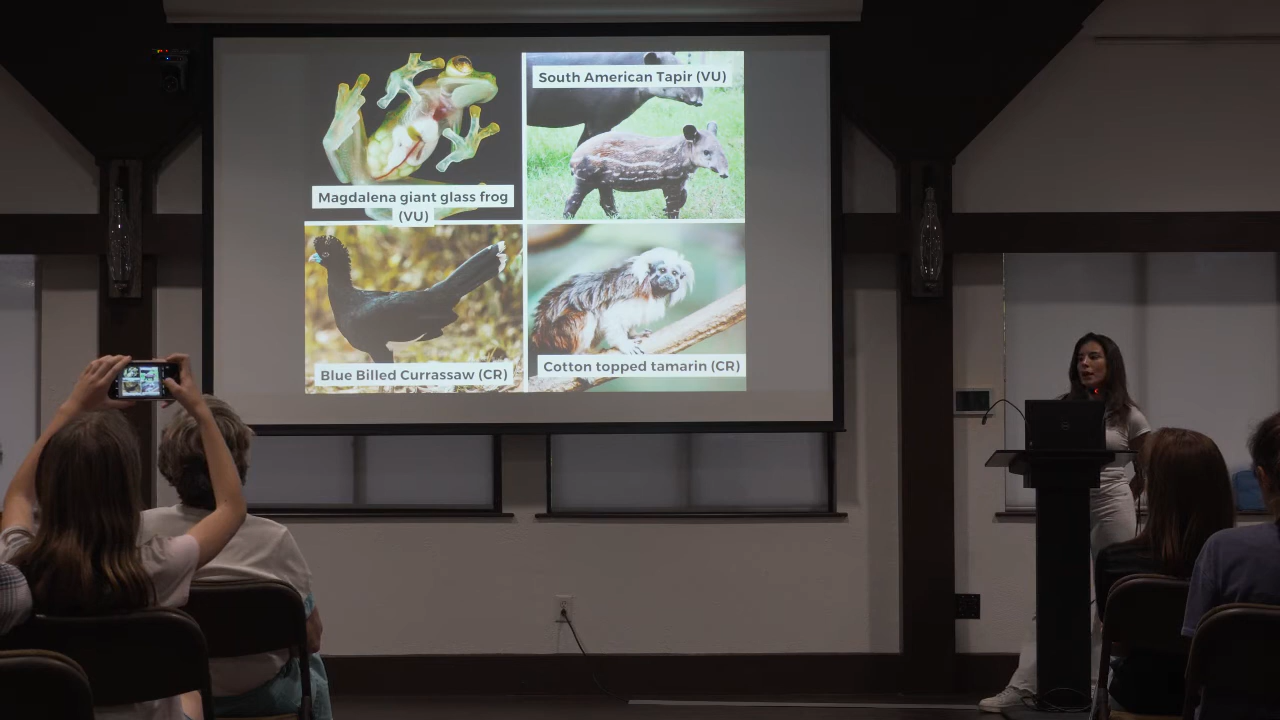 South American Tapir (VU)
Magdalena giant glass frog
(VU)
Blue Billed Currassaw (CR)
Cotton topped tamarin (CR)